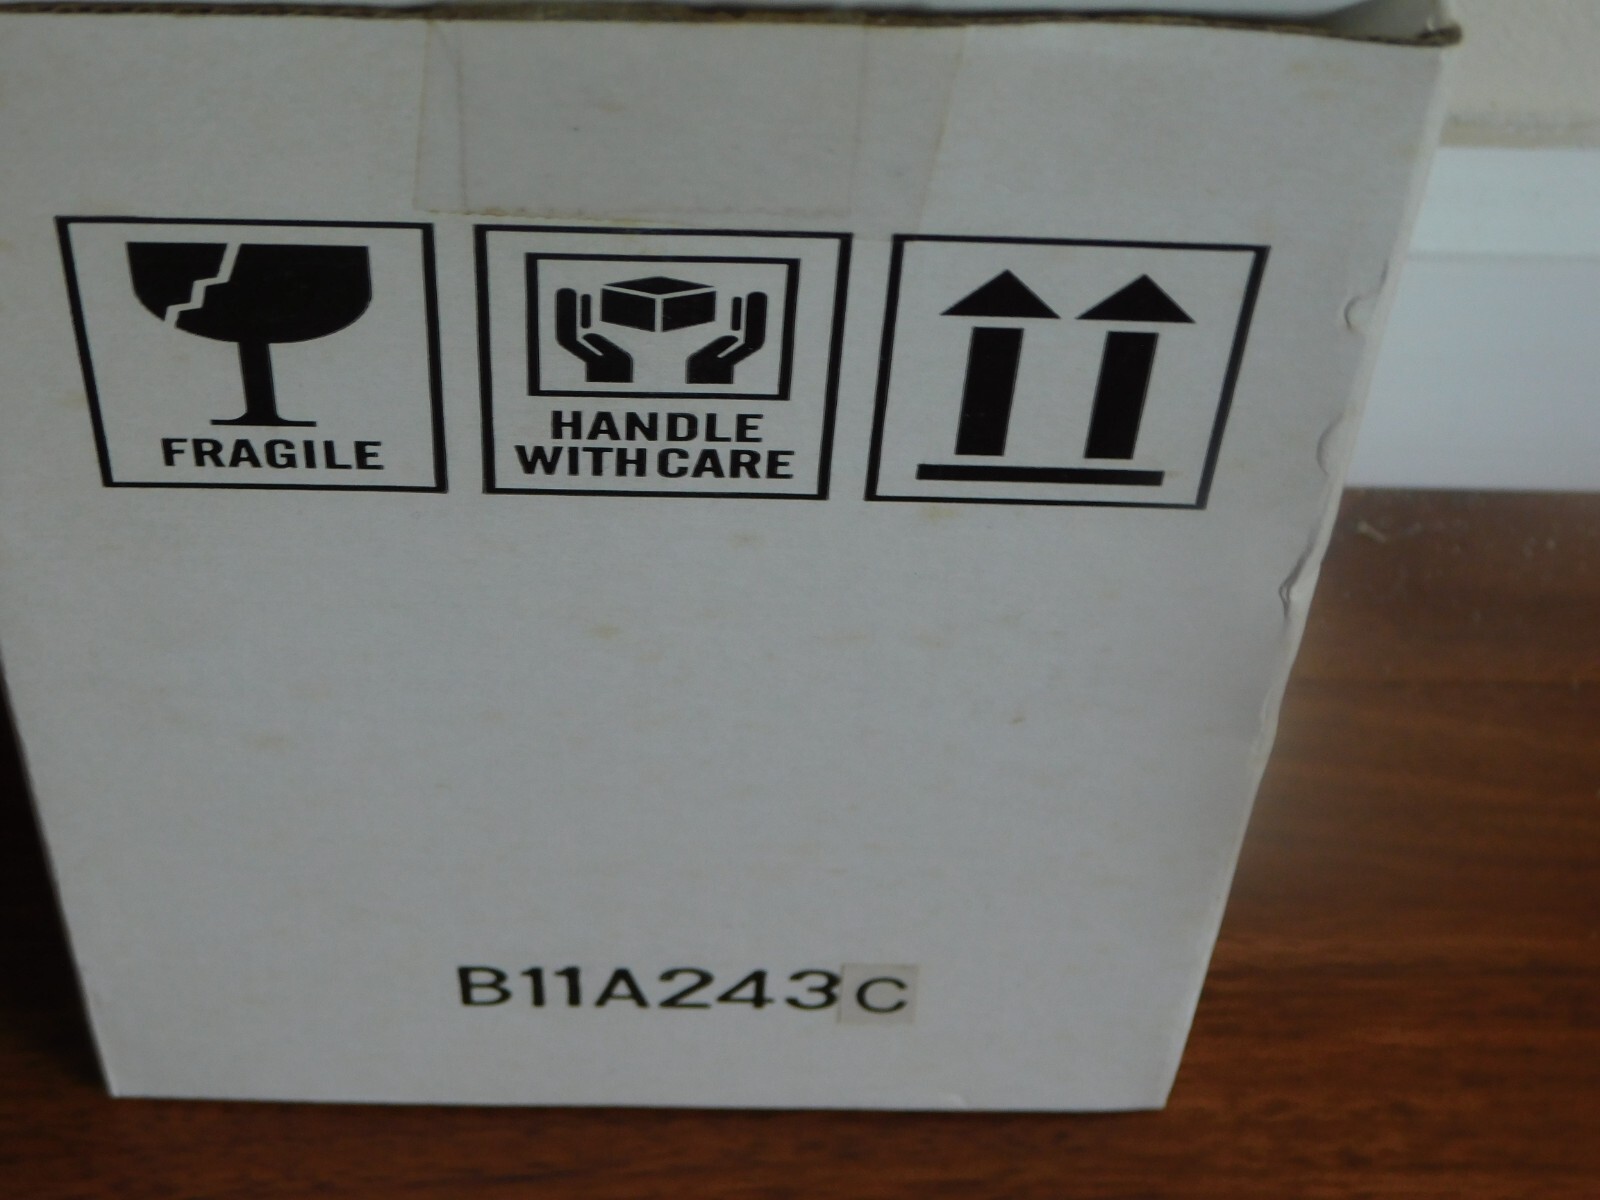 FRAGILE
HANDLE
WITH CARE
B11A243C